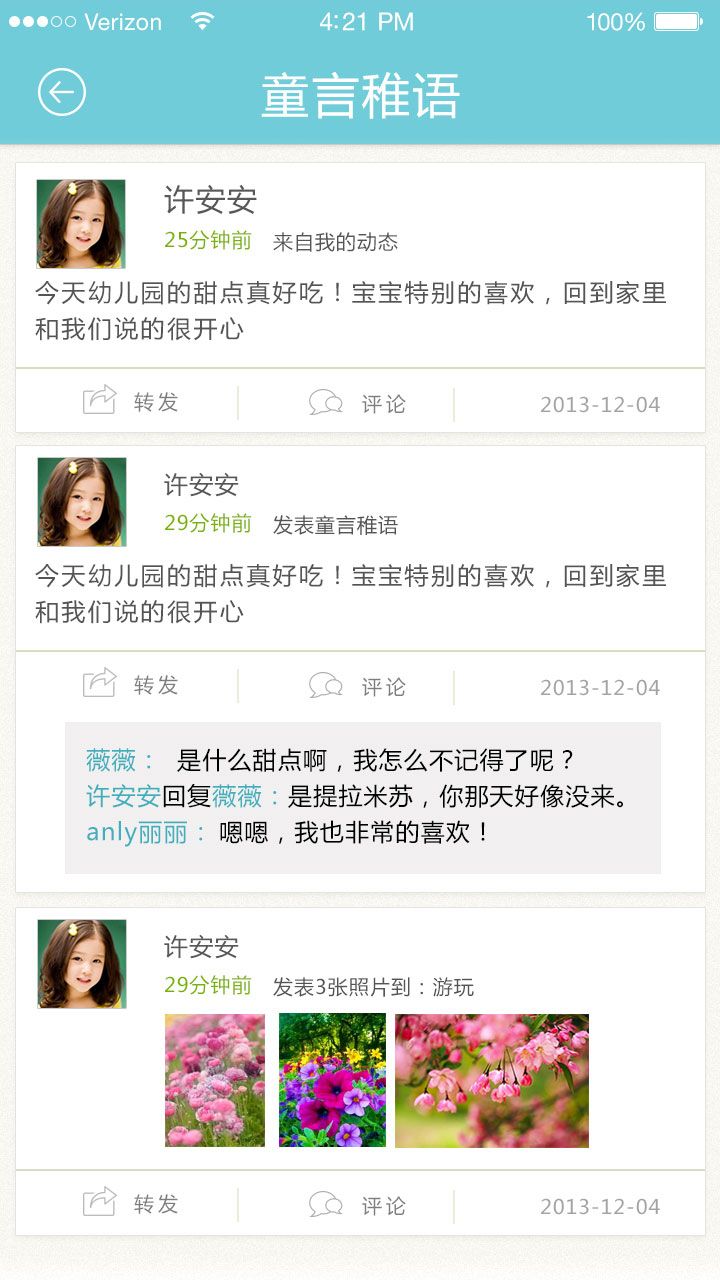 Verizon 4:21 PM 100%
童言稚语
许安安
25分钟前 来自我的动态
今天幼儿园的甜点真好吃！宝宝特别的喜欢，回到家里
和我们说的很开心
转发 评论 2013-12-04
许安安
29分钟前 发表童言稚语
今天幼儿园的甜点真好吃！宝宝特别的喜欢，回到家里
和我们说的很开心
转发 评论 2013-12-04
薇薇： 是什么甜点啊，我怎么不记得了呢？
许安安回复薇薇：是提拉米苏，你那天好像没来。
anly丽丽：嗯嗯，我也非常的喜欢！
许安安
29分钟前 发表3张照片到：游玩
转发 评论 2013-12-04